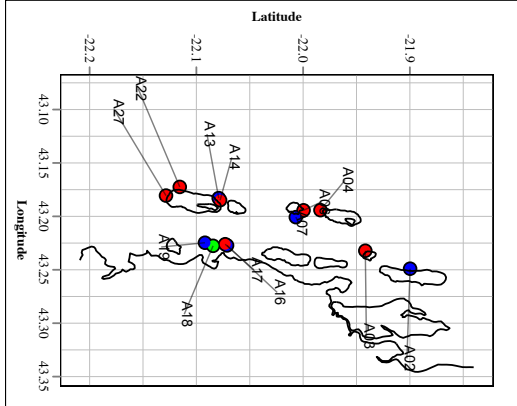 Latitude
-22.2
-22.1
-22.0
-21.9
Longitude
43.10
43.15
43.20
43.25
43.30
43.35
A22
A27
A13
A14
A04
A19
A17
A16
A18
A03
A02